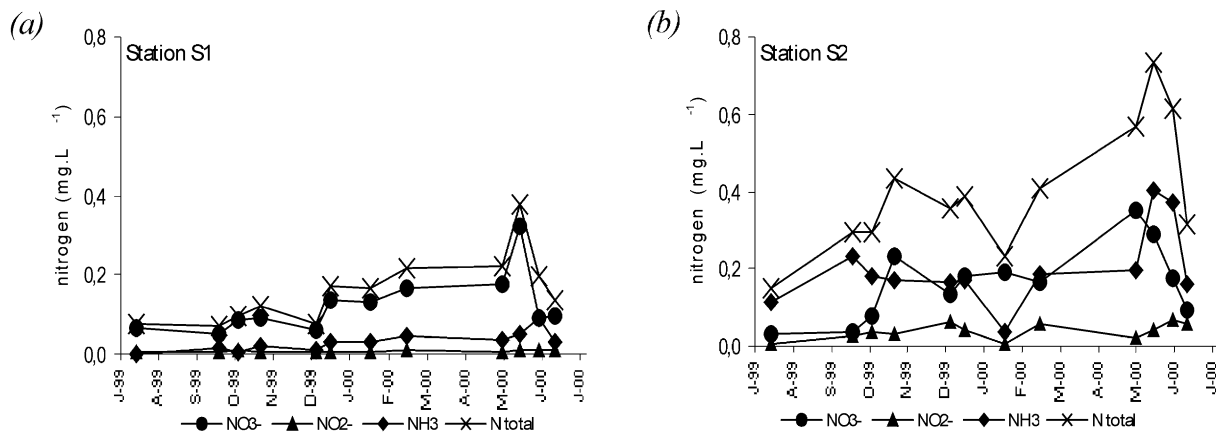 (a)
Station S1
nitrogen (mg.L -1)
0,8
0,6
0,4
0,2
0,0
J-99 A-99 S-99 O-99 N-99 D-99 J-00 F-00 M-00 A-00 M-00 J-00 J-00
NO3- NO2- NH3 N total
(b)
Station S2
nitrogen (mg.L -1)
0,8
0,6
0,4
0,2
0,0
J-99 A-99 S-99 O-99 N-99 D-99 J-00 F-00 M-00 A-00 M-00 J-00 J-00
NO3- NO2- NH3 N total